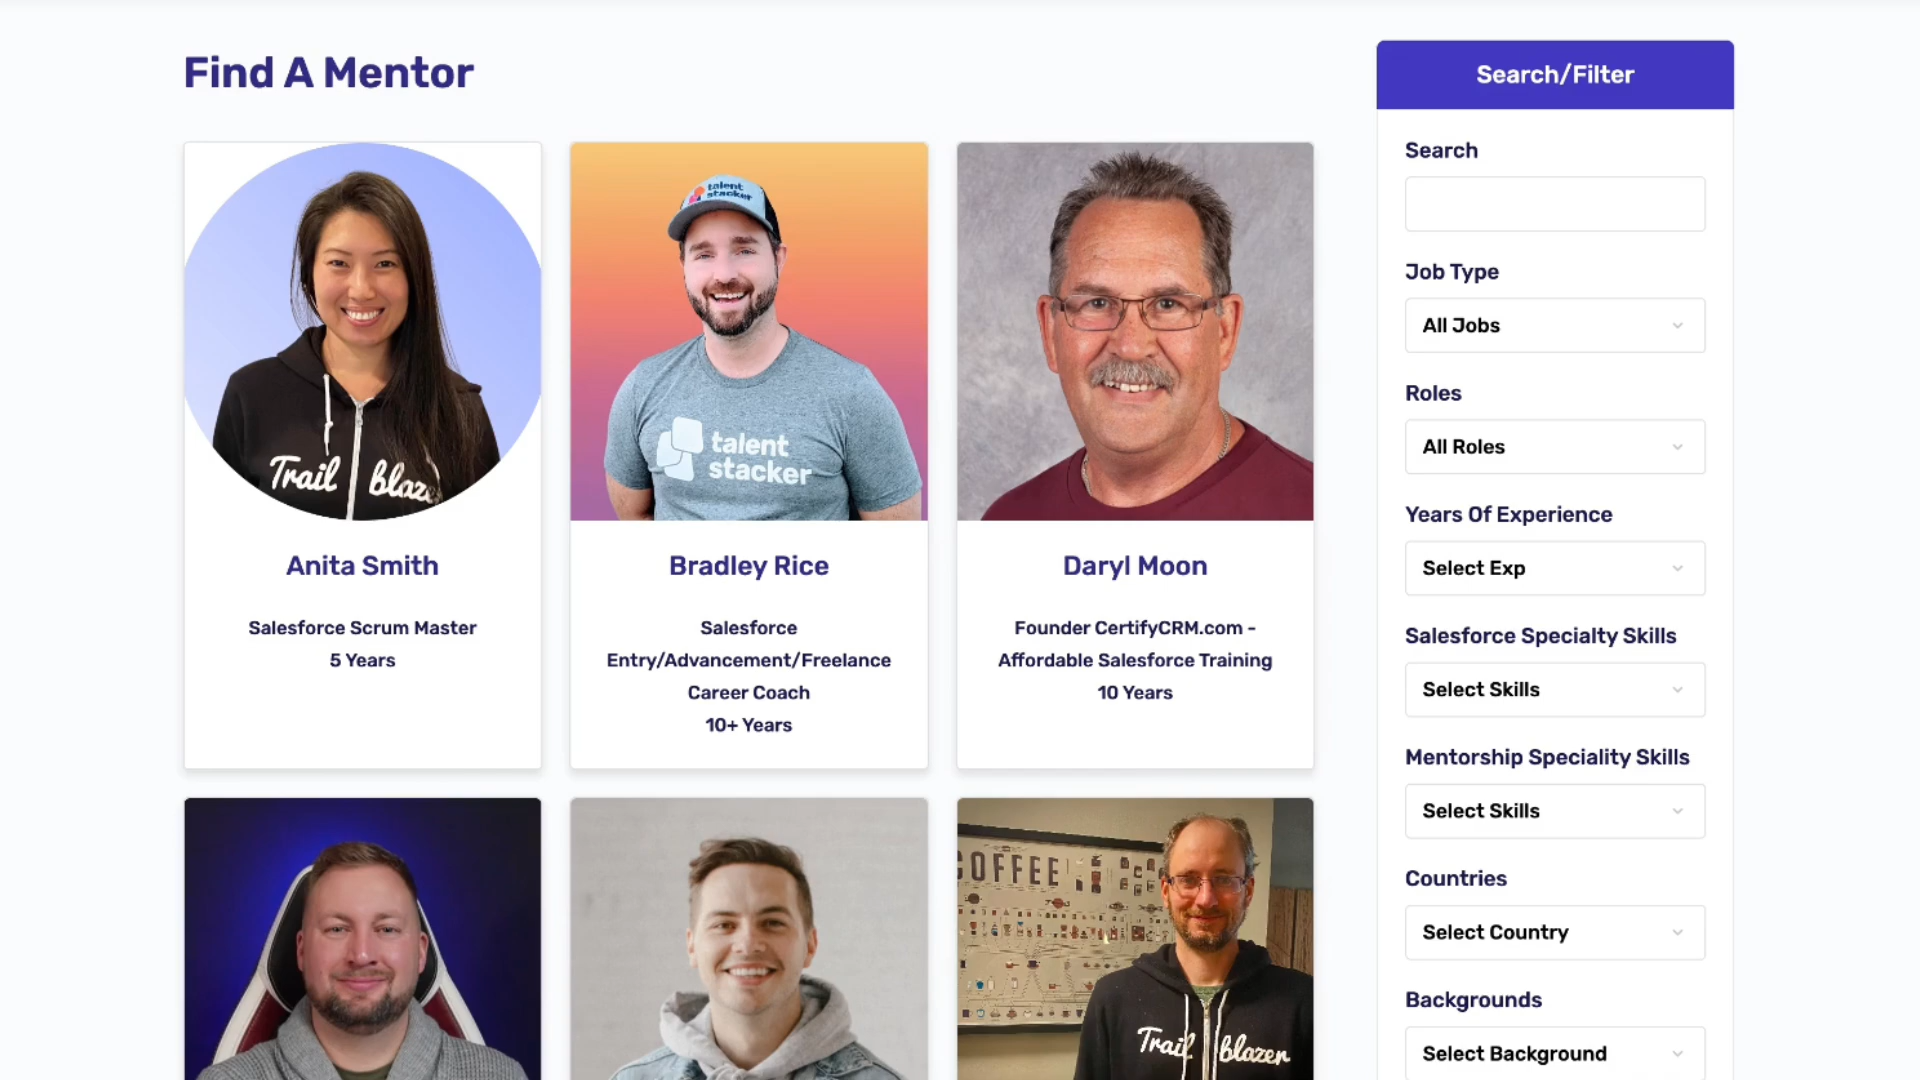 Find A Mentor
talent
stacker
talent
stacker
Trail blaze
Anita Smith
Salesforce Scrum Master
5 Years
Bradley Rice
Salesforce
Entry/Advancement/Freelance
Career Coach
10+ Years
Daryl Moon
Founder CertifyCRM.com -
Affordable Salesforce Training
10 Years
COFFEE
Trail blazer
Search/Filter
Search
Job Type
All Jobs
Roles
All Roles
Years Of Experience
Select Exp
Salesforce Specialty Skills
Select Skills
Mentorship Speciality Skills
Select Skills
Countries
Select Country
Backgrounds
Select Background